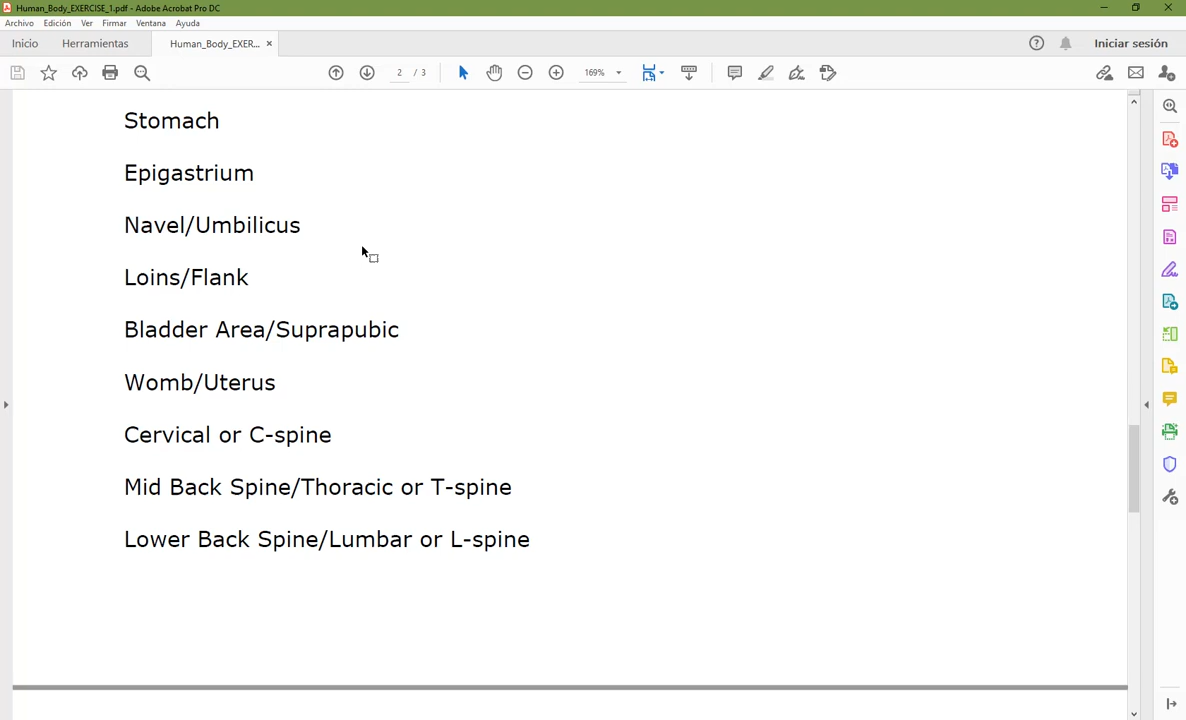 Human_Body_EXERCISE_1.pdf - Adobe Acrobat Pro DC
Archivo Edición Ver Firmar Ventana Ayuda
Inicio Herramientas Human_Body_EXER... × Iniciar sesión
2 / 3 169%
Stomach
Epigastrium
Navel/Umbilicus
Loins/Flank
Bladder Area/Suprapubic
Womb/Uterus
Cervical or C-spine
Mid Back Spine/Thoracic or T-spine
Lower Back Spine/Lumbar or L-spine